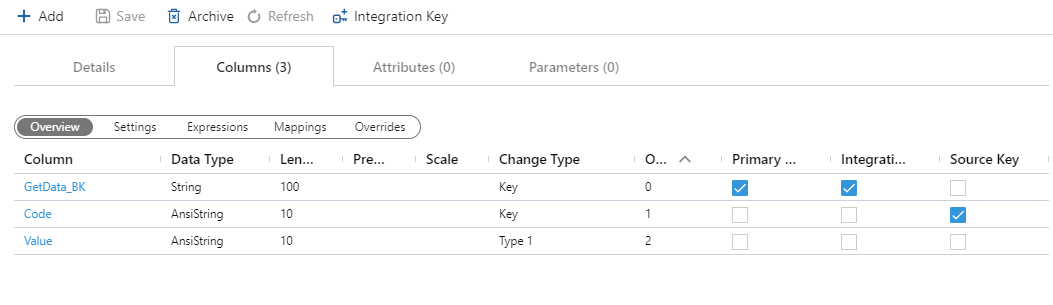 Add Save Archive Refresh Integration Key
Details Columns (3) Attributes (0) Parameters (0)
Overview Settings Expressions Mappings Overrides
Column Data Type Len... Pre... Scale Change Type O... Primary ... Integrati... Source Key
GetData_BK String 100 Key 0
Code AnsiString 10 Key 1
Value AnsiString 10 Type 1 2